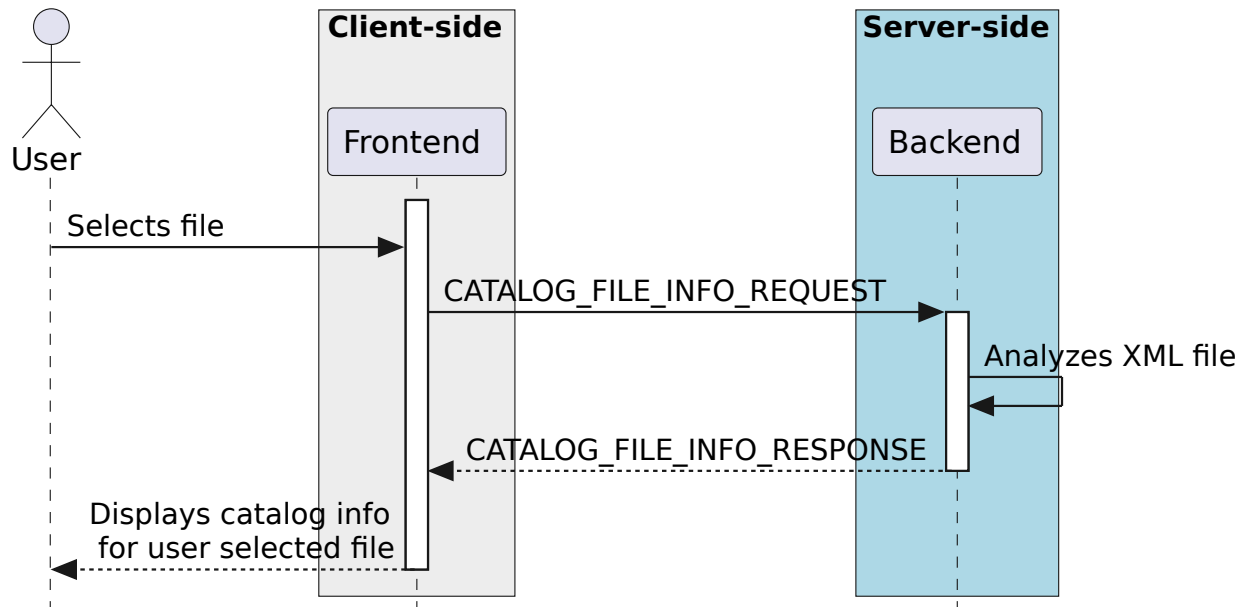 Client-side
Server-side
Frontend
Backend
User
Selects file
CATALOG_FILE_INFO_REQUEST
Analyzes XML file
CATALOG_FILE_INFO_RESPONSE
Displays catalog info
for user selected file